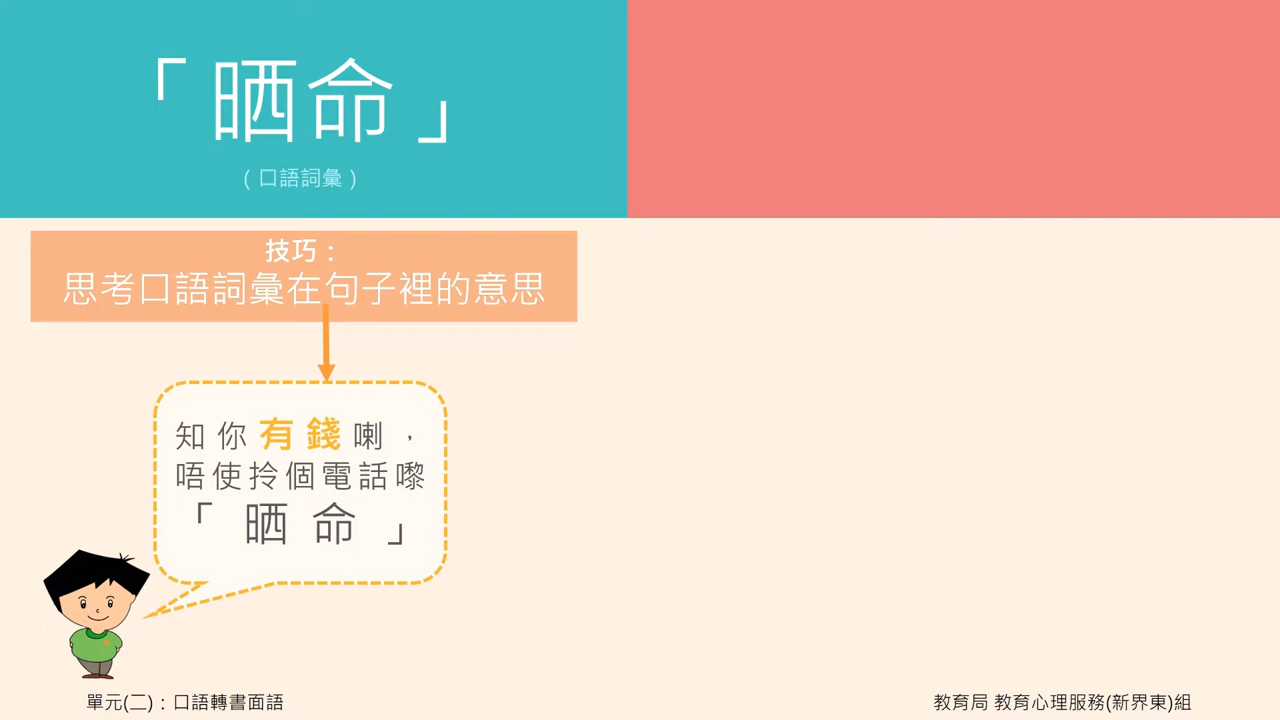 「晒命」
(口語詞彙)
技巧：
思考口語詞彙在句子裡的意思
知你有錢喇，
唔使拎個電話嚟
「晒命」
單元(二)：口語轉書面語
教育局 教育心理服務(新界東)組